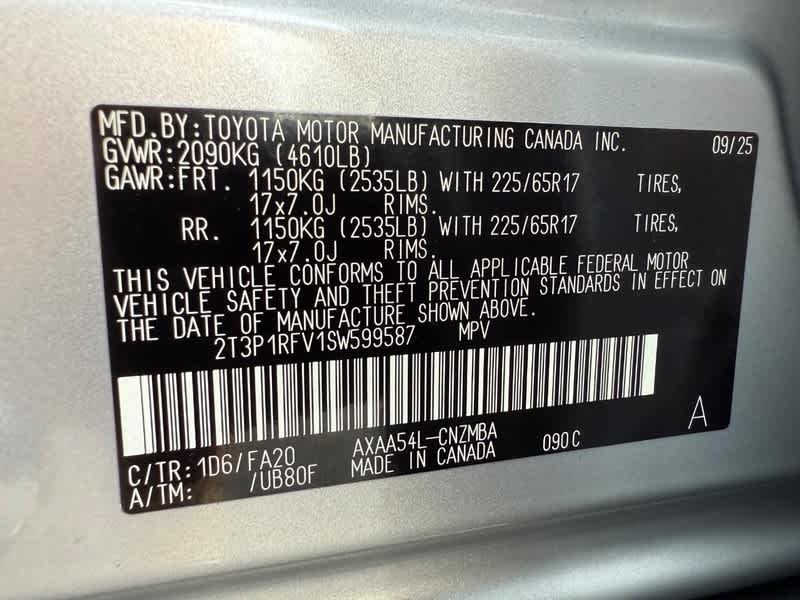 MFD.BY:TOYOTA MOTOR MANUFACTURING CANADA INC. 09/25
GVWR:2090KG (4610LB)
GAWR:FRT. 1150KG (2535LB) WITH 225/65R17 TIRES,
17x7.0J RIMS.
RR. 1150KG (2535LB) WITH 225/65R17 TIRES,
17x7.0J RIMS.
THIS VEHICLE CONFORMS TO ALL APPLICABLE FEDERAL MOTOR
VEHICLE SAFETY AND THEFT PREVENTION STANDARDS IN EFFECT ON
THE DATE OF MANUFACTURE SHOWN ABOVE.
2T3P1RFV1SW599587 MPV
C/TR:1D6/FA20 AXAA54L-CNZMBA 090C A
A/TM: /UB80F MADE IN CANADA